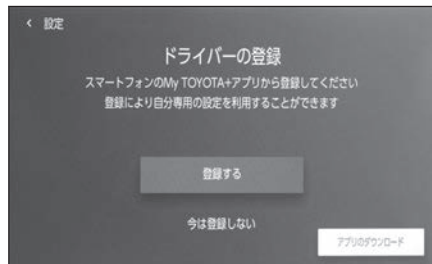 < 設定
ドライバーの登録
スマートフォンのMy TOYOTA+アプリから登録してください
登録により自分専用の設定を利用することができます
登録する
今は登録しない
アプリのダウンロード